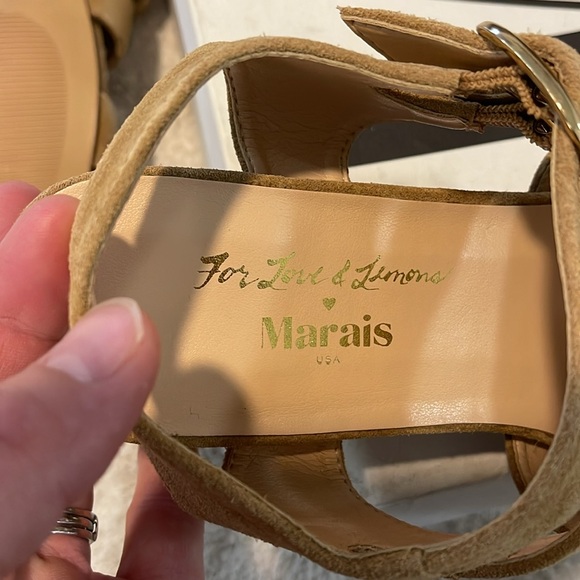 For Love & Lemons
♥
Marais
USA